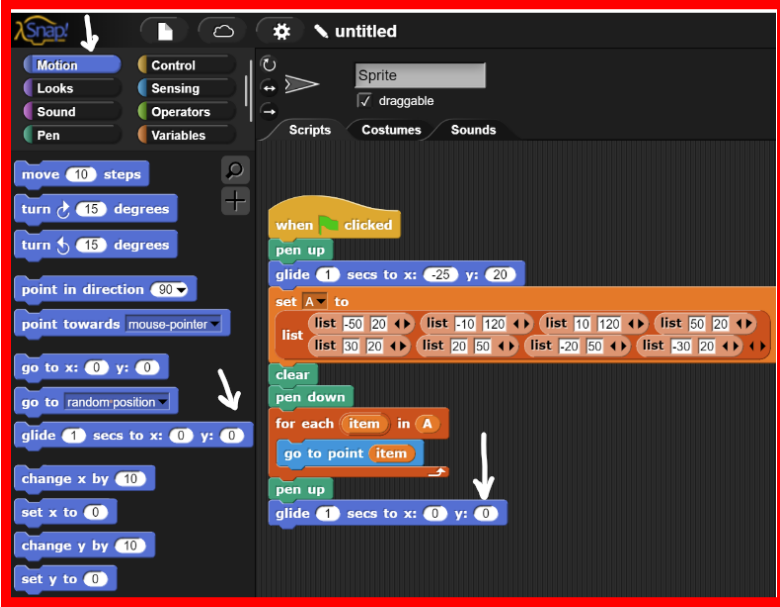 Snap! untitled
Motion Control
Looks Sensing
Sound Operators
Pen Variables
Sprite
draggable
Scripts Costumes Sounds
move 10 steps
turn 15 degrees
turn 15 degrees
point in direction 90
point towards mouse-pointer
go to x: 0 y: 0
go to random position
glide 1 secs to x: 0 y: 0
change x by 10
set x to 0
change y by 10
set y to 0
when clicked
pen up
glide 1 secs to x: -25 y: 20
set A to
list list -50 20 list -10 120 list 10 120 list 50 20
list 30 20 list 20 50 list -20 50 list -30 20
clear
pen down
for each item in A
go to point item
pen up
glide 1 secs to x: 0 y: 0